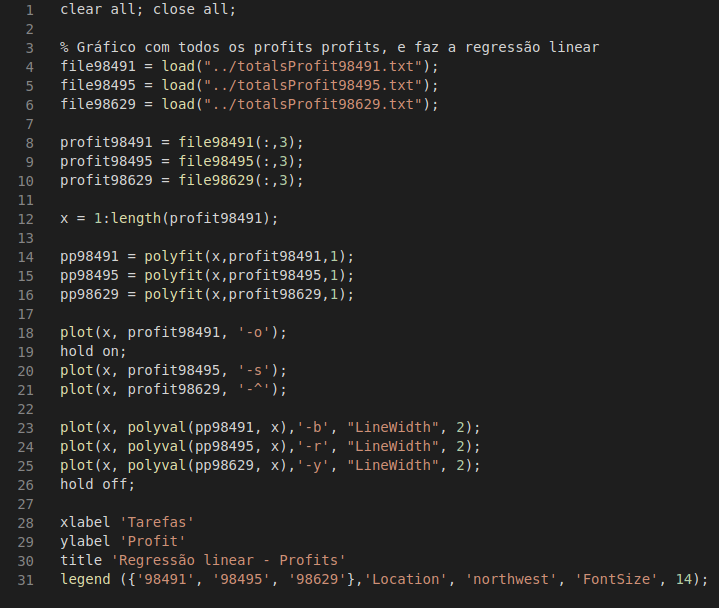 1 clear all; close all;
2
3 % Gráfico com todos os profits profits, e faz a regressão linear
4 file98491 = load("../totalsProfit98491.txt");
5 file98495 = load("../totalsProfit98495.txt");
6 file98629 = load("../totalsProfit98629.txt");
7
8 profit98491 = file98491(:,3);
9 profit98495 = file98495(:,3);
10 profit98629 = file98629(:,3);
11
12 x = 1:length(profit98491);
13
14 pp98491 = polyfit(x,profit98491,1);
15 pp98495 = polyfit(x,profit98495,1);
16 pp98629 = polyfit(x,profit98629,1);
17
18 plot(x, profit98491, '-o');
19 hold on;
20 plot(x, profit98495, '-s');
21 plot(x, profit98629, '-^');
22
23 plot(x, polyval(pp98491, x),'-b', "LineWidth", 2);
24 plot(x, polyval(pp98495, x),'-r', "LineWidth", 2);
25 plot(x, polyval(pp98629, x),'-y', "LineWidth", 2);
26 hold off;
27
28 xlabel 'Tarefas'
29 ylabel 'Profit'
30 title 'Regressão linear - Profits'
31 legend ({'98491', '98495', '98629'},'Location', 'northwest', 'FontSize', 14);